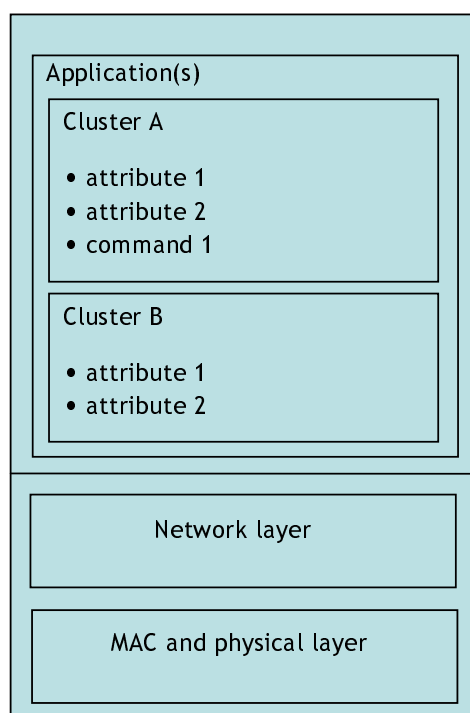 Application(s)
Cluster A
• attribute 1
• attribute 2
• command 1
Cluster B
• attribute 1
• attribute 2
Network layer
MAC and physical layer